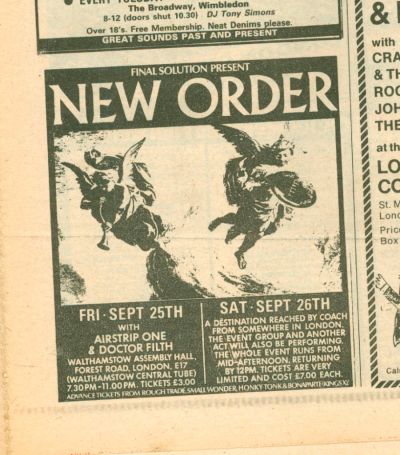 EVERY TUESDAY
The Broadway, Wimbledon
8-12 (doors shut 10.30) DJ Tony Simons
Over 18's. Free Membership. Neat Denims please.
GREAT SOUNDS PAST AND PRESENT
FINAL SOLUTION PRESENT
NEW ORDER
FRI · SEPT 25TH
WITH
AIRSTRIP ONE
& DOCTOR FILTH
WALTHAMSTOW ASSEMBLY HALL,
FOREST ROAD, LONDON, E17
(WALTHAMSTOW CENTRAL TUBE)
7.30PM - 11.00PM. TICKETS £3.00
SAT · SEPT 26TH
A DESTINATION REACHED BY COACH
FROM SOMEWHERE IN LONDON.
THE EVENT GROUP AND ANOTHER
ACT WILL ALSO BE PERFORMING.
THE WHOLE EVENT RUNS FROM
MID-AFTERNOON, RETURNING
BY 12PM. TICKETS ARE VERY
LIMITED AND COST £7.00 EACH.
ADVANCE TICKETS FROM ROUGH TRADE, SMALL WONDER, HONKY-TONK & BONAPARTE (KINGS X)
&
with
CRA
& TH
ROC
JOH
THE
at th
LO
CO
St. M
Lond
Price
Box
Cal